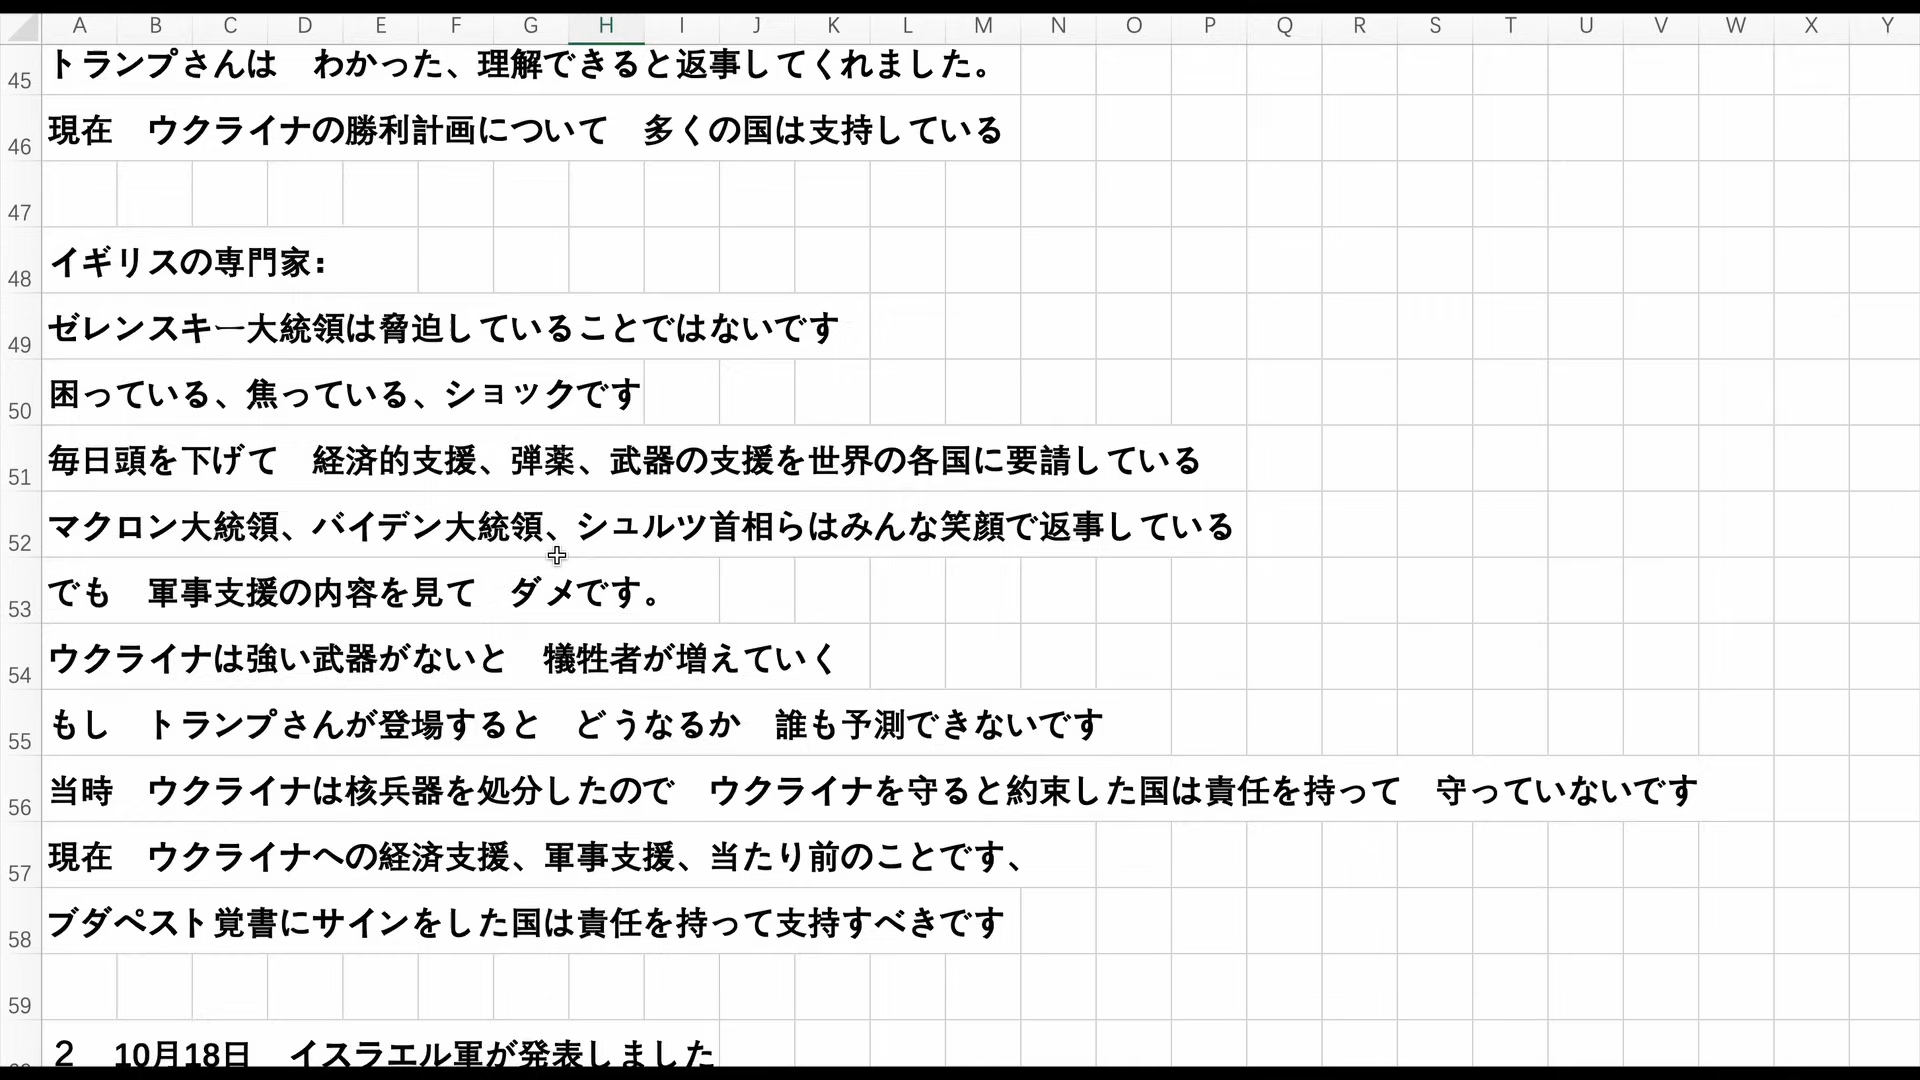 A B C D E F G H I J K L M N O P Q R S T U V W X Y
45 トランプさんは　わかった、理解できると返事してくれました。
46 現在　ウクライナの勝利計画について　多くの国は支持している
47
48 イギリスの専門家:
49 ゼレンスキー大統領は脅迫していることではないです
50 困っている、焦っている、ショックです
51 毎日頭を下げて　経済的支援、弾薬、武器の支援を世界の各国に要請している
52 マクロン大統領、バイデン大統領、シュルツ首相らはみんな笑顔で返事している
53 でも　軍事支援の内容を見て　ダメです。
54 ウクライナは強い武器がないと　犠牲者が増えていく
55 もし　トランプさんが登場すると　どうなるか　誰も予測できないです
56 当時　ウクライナは核兵器を処分したので　ウクライナを守ると約束した国は責任を持って　守っていないです
57 現在　ウクライナへの経済支援、軍事支援、当たり前のことです、
58 ブダペスト覚書にサインをした国は責任を持って支持すべきです
59
２　10月18日　イスラエル軍が発表しました